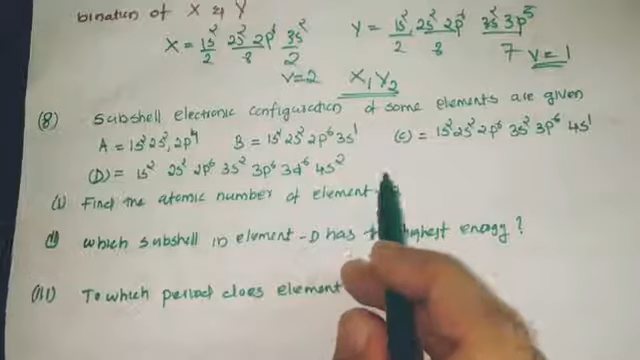 bination of X & Y
X = 1s² 2s² 2p⁶ 3s² Y = 1s², 2s² 2p⁶ 3s² 3p⁵
2 8 2 2 8 7 V = 1
V = 2 X₁ Y₂
(8) Subshell electronic configuration of some elements are given
A = 1s² 2s², 2p⁴ B = 1s² 2s² 2p⁶ 3s¹ (C) = 1s² 2s² 2p⁶ 3s² 3p⁶ 4s¹
(D) = 1s² 2s² 2p⁶ 3s² 3p⁶ 3d⁶ 4s²
(i) Find the atomic number of element
(ii) which subshell in element - D has highest energy ?
(iii) To which period does element